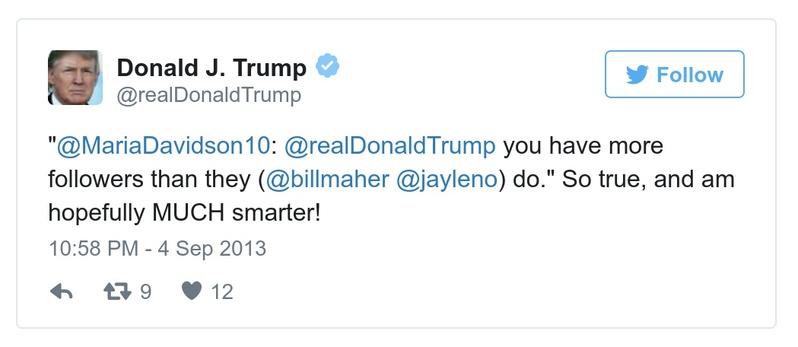 Donald J. Trump
@realDonaldTrump
Follow
"@MariaDavidson10: @realDonaldTrump you have more
followers than they (@billmaher @jayleno) do." So true, and am
hopefully MUCH smarter!
10:58 PM - 4 Sep 2013
9 12